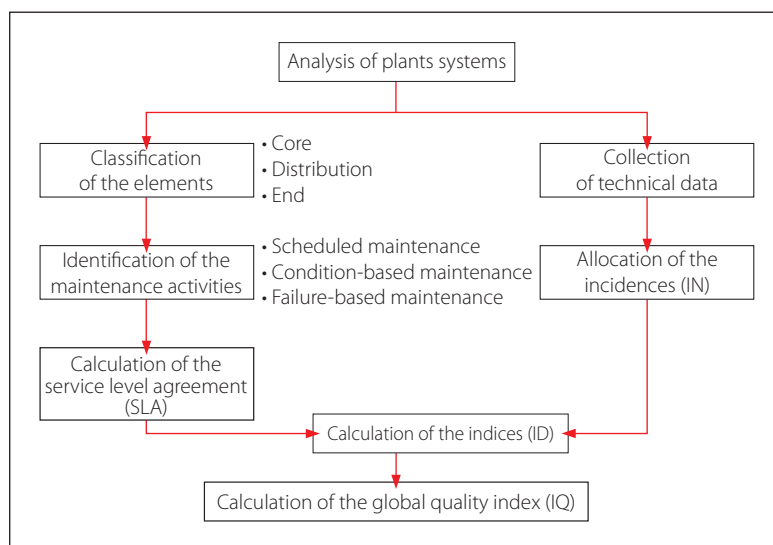 Analysis of plants systems
Classification
of the elements
• Core
• Distribution
• End
Collection
of technical data
Identification of the
maintenance activities
• Scheduled maintenance
• Condition-based maintenance
• Failure-based maintenance
Allocation of the
incidences (IN)
Calculation of the
service level agreement
(SLA)
Calculation of the indices (ID)
Calculation of the global quality index (IQ)